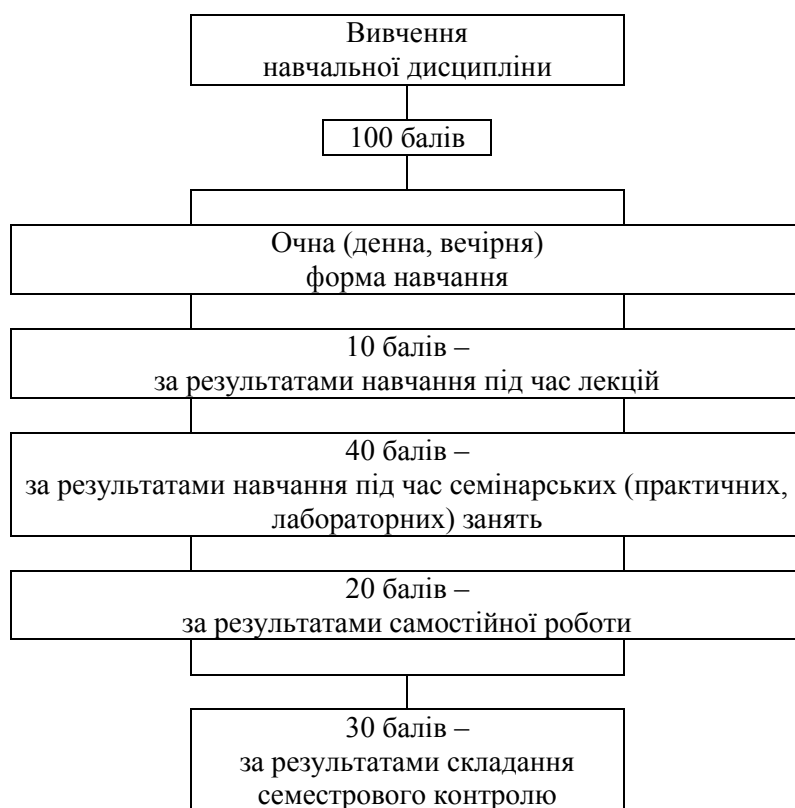 Вивчення
навчальної дисципліни
100 балів
Очна (денна, вечірня)
форма навчання
10 балів –
за результатами навчання під час лекцій
40 балів –
за результатами навчання під час семінарських (практичних,
лабораторних) занять
20 балів –
за результатами самостійної роботи
30 балів –
за результатами складання
семестрового контролю